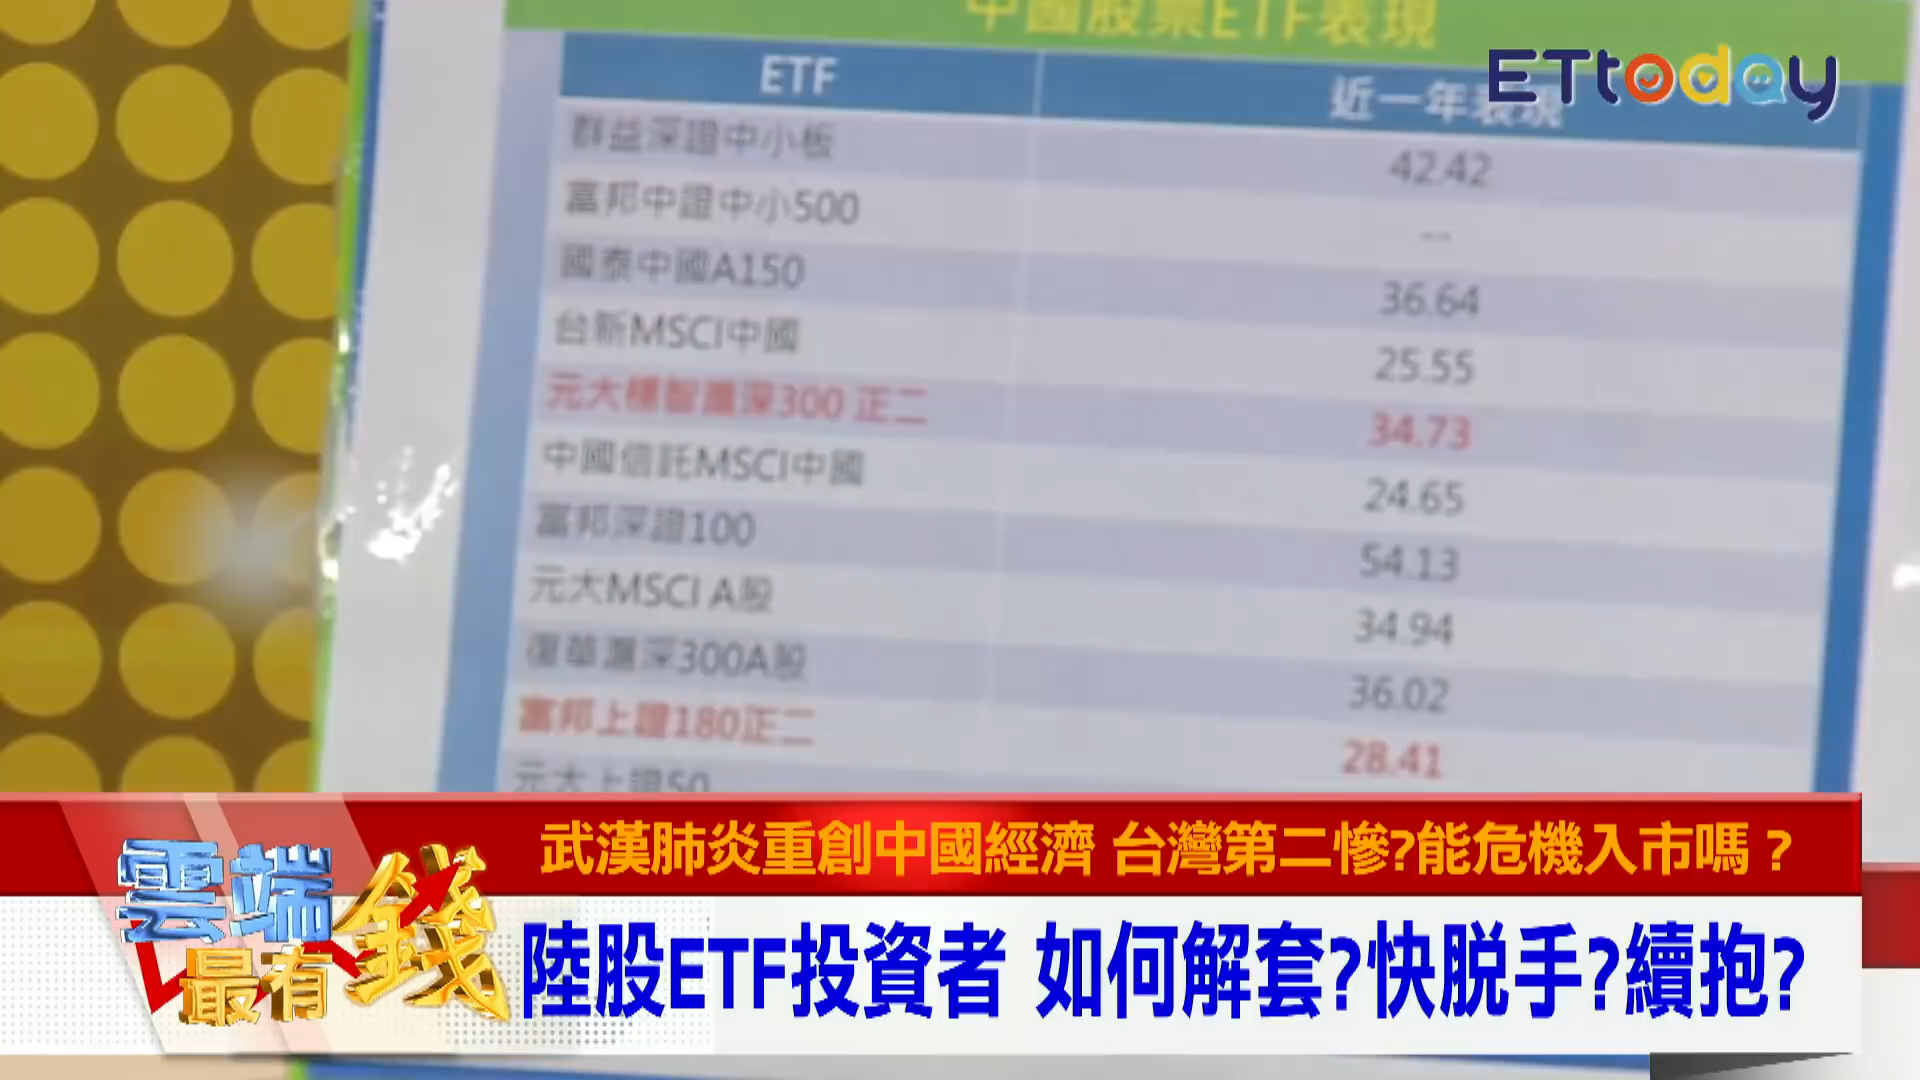 中國股票ETF表現
ETtoday
ETF 近一年表現
群益深證中小板 42.42
富邦中證中小500 --
國泰中國A150 36.64
台新MSCI中國 25.55
元大標智滬深300 正二 34.73
中國信託MSCI中國 24.65
富邦深證100 54.13
元大MSCI A股 34.94
復華滬深300A股 36.02
富邦上證180正二 28.41
元大上證50
武漢肺炎重創中國經濟 台灣第二慘?能危機入市嗎？
雲端最有錢
陸股ETF投資者 如何解套?快脫手?續抱?